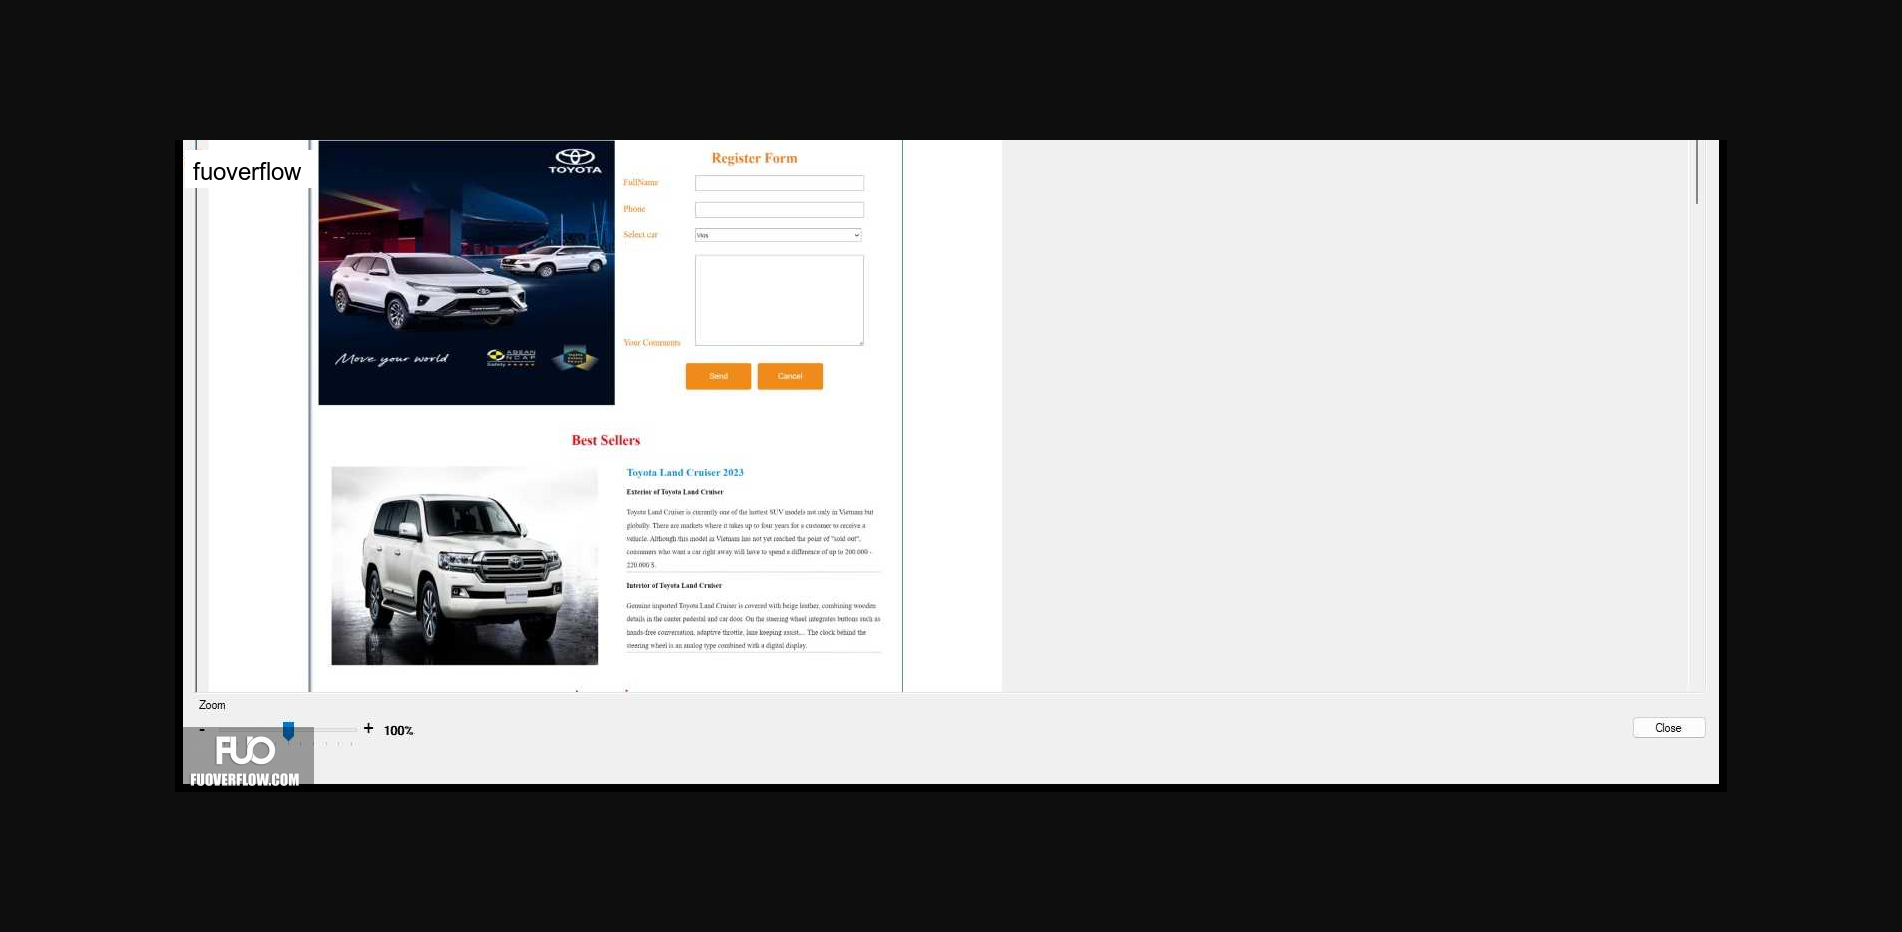 fuoverflow
TOYOTA
Move your world
ASEAN
NCAP
Safety
Register Form
FullName
Phone
Select car
Vios
Your Comments
Send
Cancel
Best Sellers
Toyota Land Cruiser 2023
Exterior of Toyota Land Cruiser
Toyota Land Cruiser is currently one of the hottest SUV models not only in Vietnam but
globally. There are markets where it takes up to four years for a customer to receive a
vehicle. Although this model in Vietnam has not yet reached the point of "sold out",
consumers who want a car right away will have to spend a difference of up to 200.000 -
220.000 $.
Interior of Toyota Land Cruiser
Genuine imported Toyota Land Cruiser is covered with beige leather, combining wooden
details in the center pedestal and car door. On the steering wheel integrates buttons such as
hands-free conversation, adaptive throttle, lane keeping assist,... The clock behind the
steering wheel is an analog type combined with a digital display.
Zoom
- + 100%
Close
FUO
FUOVERFLOW.COM